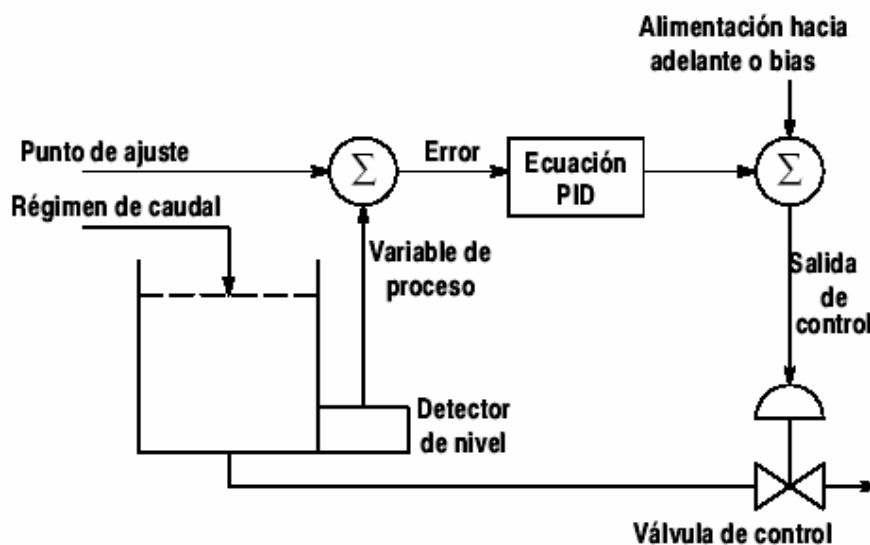 Alimentación hacia
adelante o bias
Punto de ajuste
Σ
Error
Ecuación
PID
Σ
Régimen de caudal
Variable de
proceso
Salida
de
control
Detector
de nivel
Válvula de control